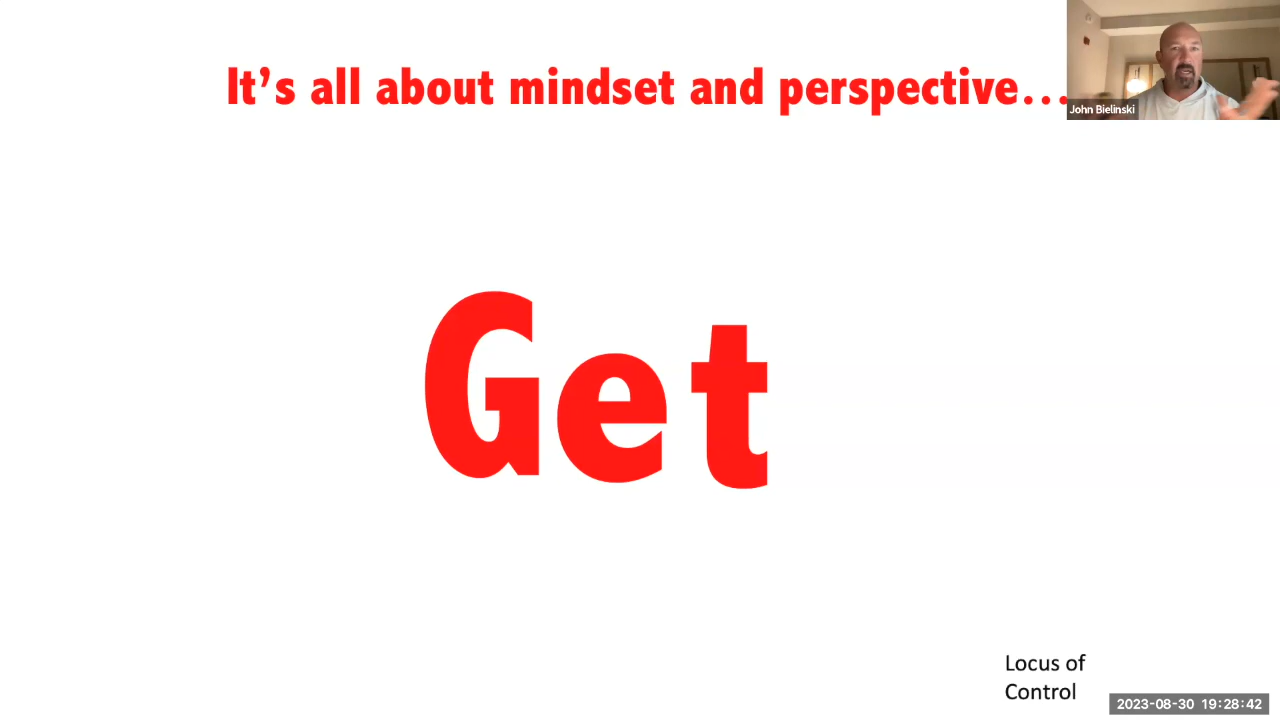 It’s all about mindset and perspective…
John Bielinski
Get
Locus of
Control
2023-08-30 19:28:42